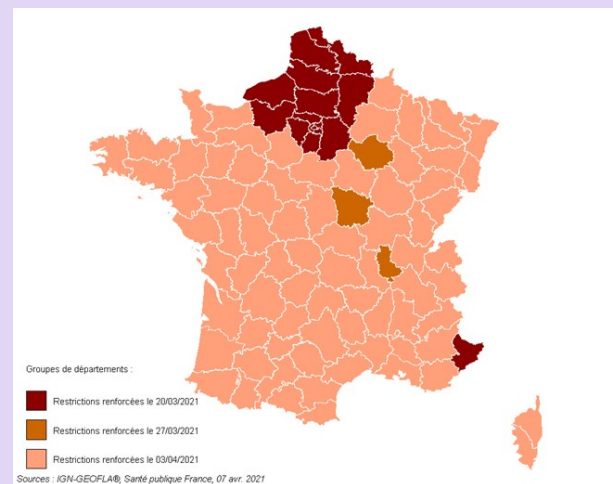 Groupes de départements :
Restrictions renforcées le 20/03/2021
Restrictions renforcées le 27/03/2021
Restrictions renforcées le 03/04/2021
Sources : IGN-GEOFLA®, Santé publique France, 07 avr. 2021